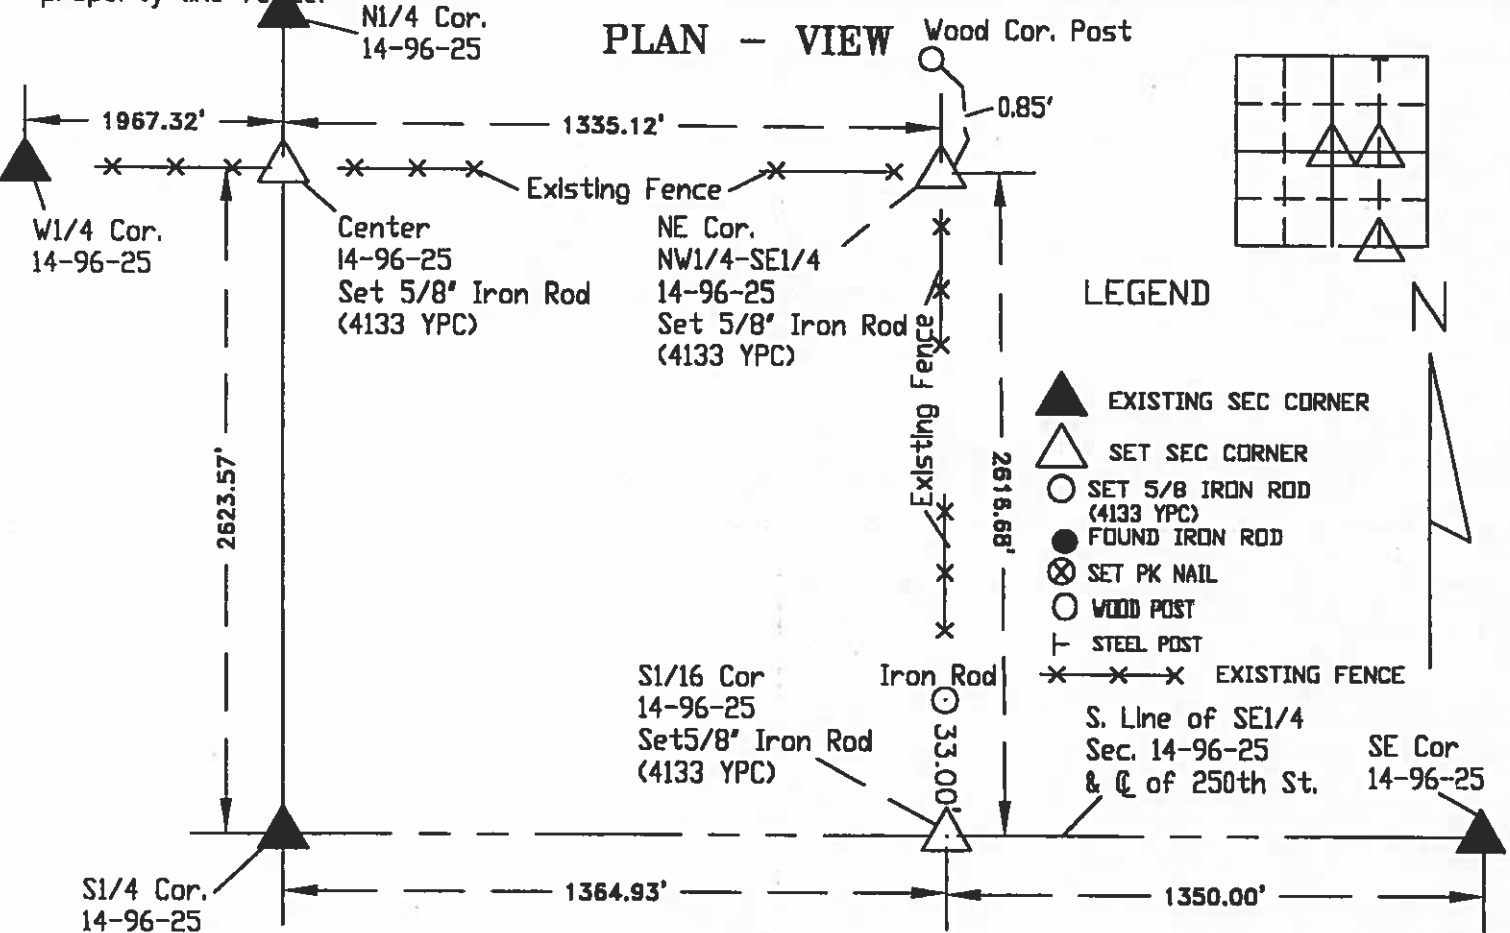 property line fence.
N1/4 Cor.
14-96-25
PLAN - VIEW
Wood Cor. Post
0.85'
1967.32'
1335.12'
Existing Fence
W1/4 Cor.
14-96-25
Center
14-96-25
Set 5/8" Iron Rod
(4133 YPC)
NE Cor.
NW1/4-SE1/4
14-96-25
Set 5/8" Iron Rod
(4133 YPC)
Existing Fence
2623.57'
2616.68'
LEGEND
N
EXISTING SEC CORNER
SET SEC CORNER
SET 5/8 IRON ROD
(4133 YPC)
FOUND IRON ROD
SET PK NAIL
WOOD POST
STEEL POST
EXISTING FENCE
S1/16 Cor
14-96-25
Set5/8" Iron Rod
(4133 YPC)
Iron Rod
33.00'
S. Line of SE1/4
Sec. 14-96-25
& ℄ of 250th St.
SE Cor
14-96-25
S1/4 Cor.
14-96-25
1364.93'
1350.00'